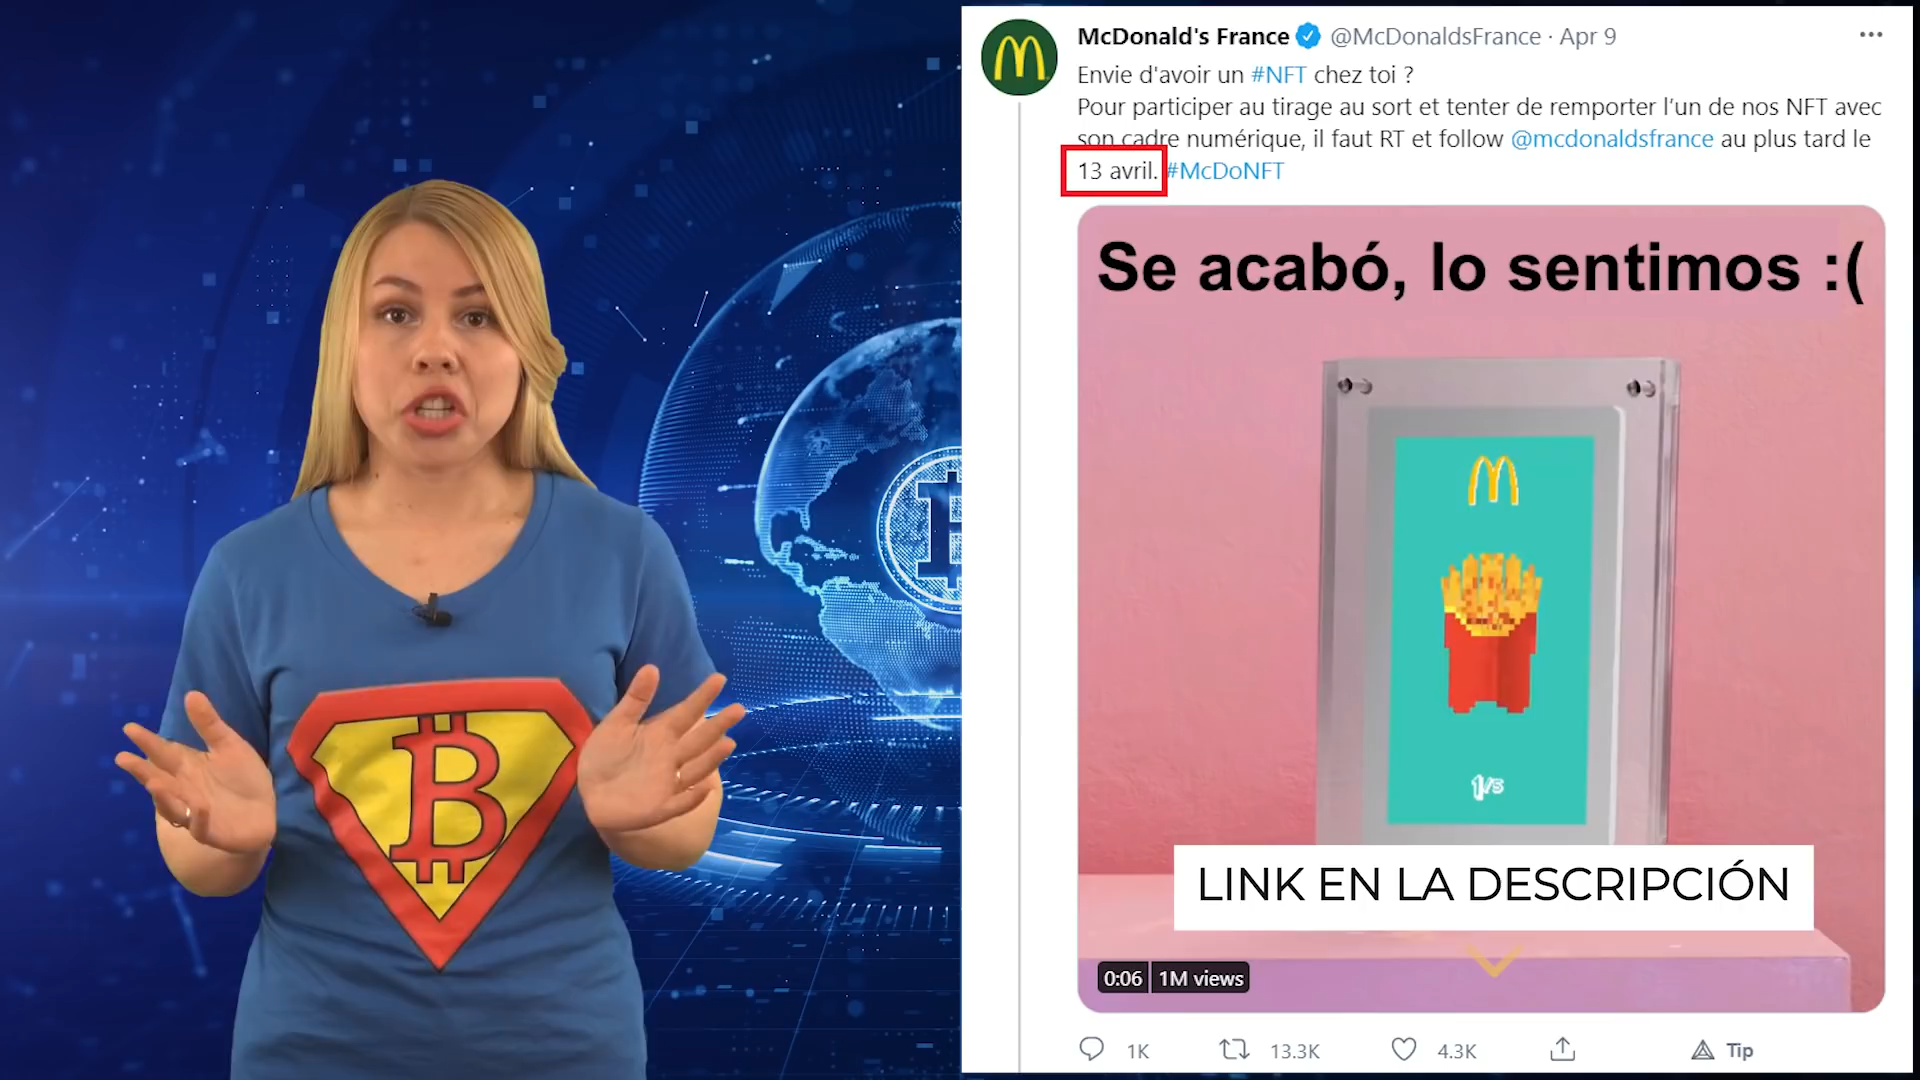 McDonald's France @McDonaldsFrance · Apr 9
Envie d'avoir un #NFT chez toi ?
Pour participer au tirage au sort et tenter de remporter l’un de nos NFT avec
son cadre numérique, il faut RT et follow @mcdonaldsfrance au plus tard le
13 avril. #McDoNFT
Se acabó, lo sentimos :(
1/5
LINK EN LA DESCRIPCIÓN
0:06 1M views
1K 13.3K 4.3K Tip